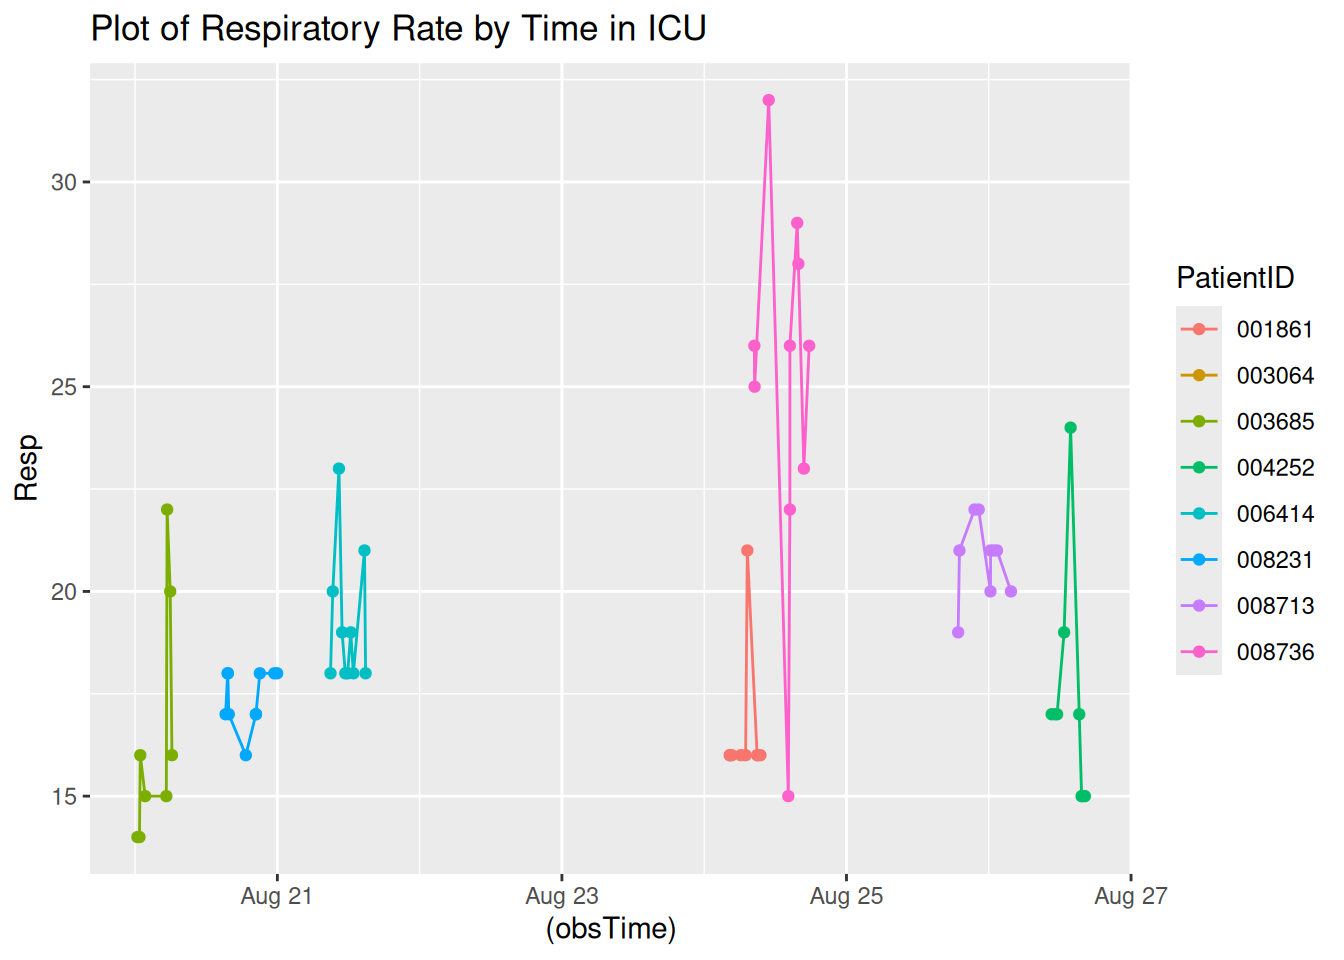 Plot of Respiratory Rate by Time in ICU
30
25
20
15
Resp
Aug 21
Aug 23
Aug 25
Aug 27
(obsTime)
PatientID
001861
003064
003685
004252
006414
008231
008713
008736